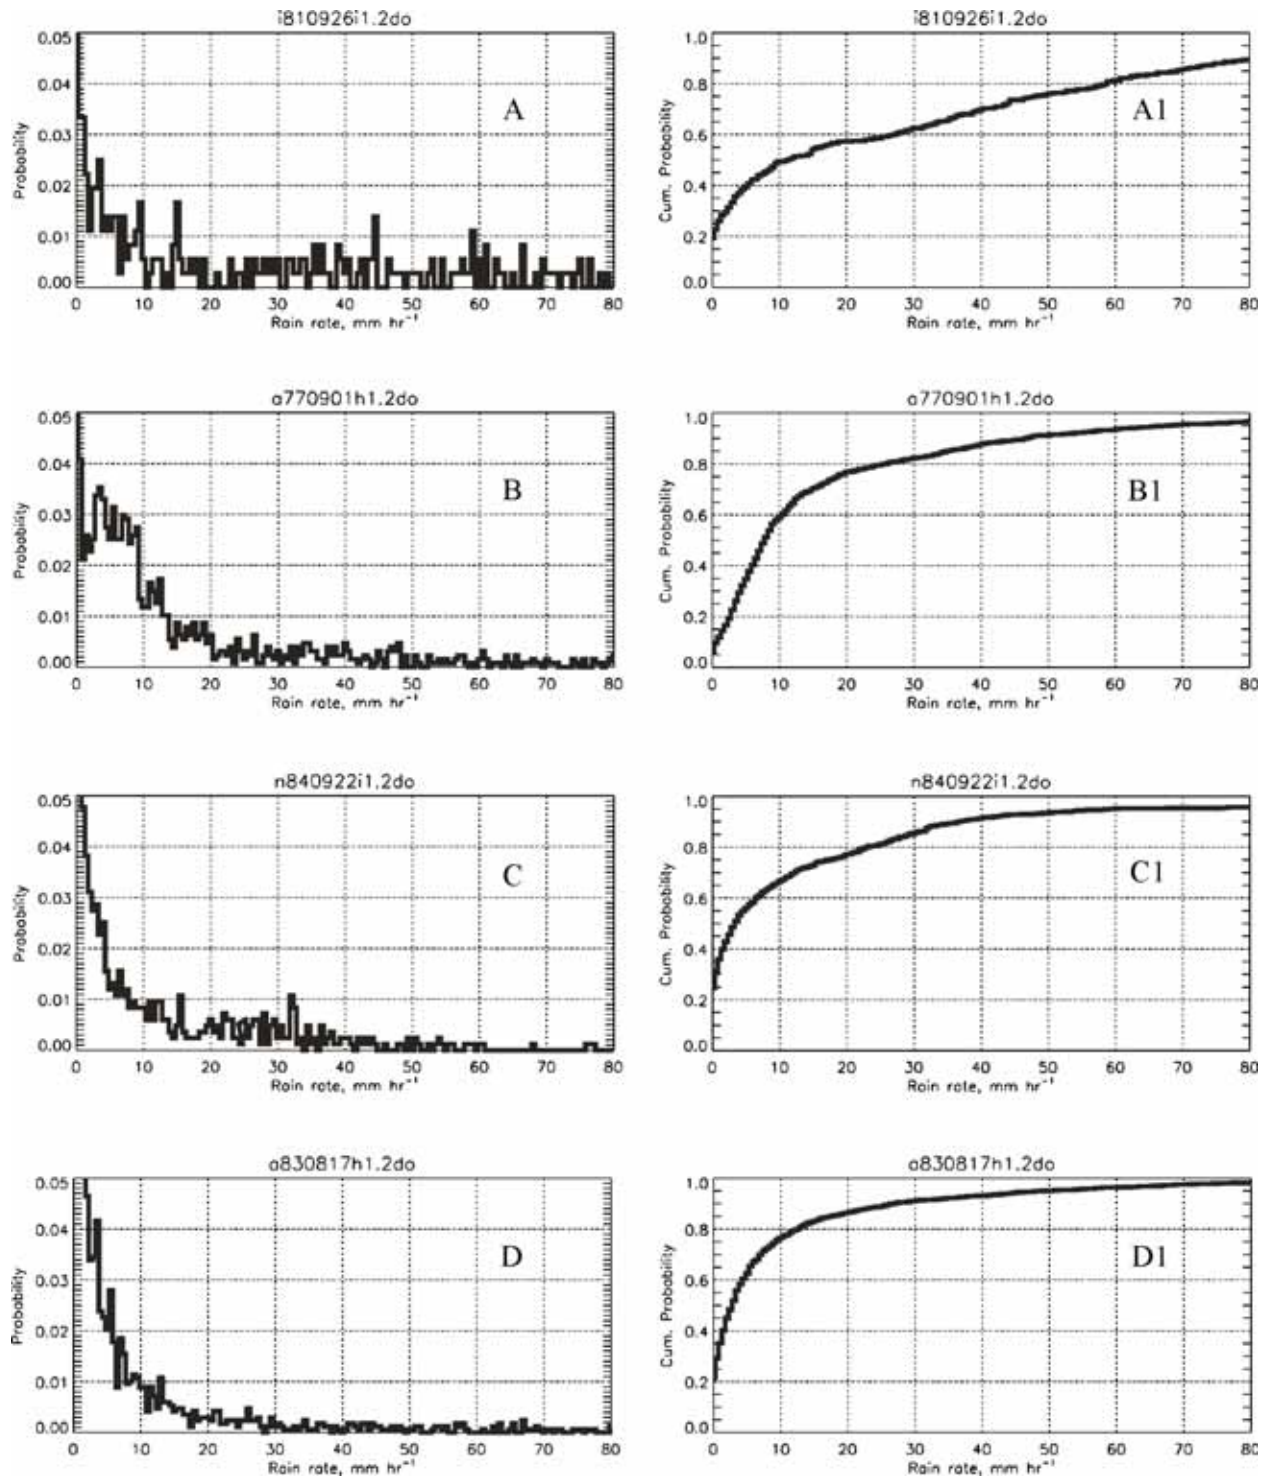 i810926i1.2do
0.05
0.04
0.03
0.02
0.01
0.00
Probability
A
0 10 20 30 40 50 60 70 80
Rain rate, mm hr⁻¹
i810926i1.2do
1.0
0.8
0.6
0.4
0.2
0.0
Cum. Probability
A1
0 10 20 30 40 50 60 70 80
Rain rate, mm hr⁻¹
a770901h1.2do
0.05
0.04
0.03
0.02
0.01
0.00
Probability
B
0 10 20 30 40 50 60 70 80
Rain rate, mm hr⁻¹
a770901h1.2do
1.0
0.8
0.6
0.4
0.2
0.0
Cum. Probability
B1
0 10 20 30 40 50 60 70 80
Rain rate, mm hr⁻¹
n840922i1.2do
0.05
0.04
0.03
0.02
0.01
0.00
Probability
C
0 10 20 30 40 50 60 70 80
Rain rate, mm hr⁻¹
n840922i1.2do
1.0
0.8
0.6
0.4
0.2
0.0
Cum. Probability
C1
0 10 20 30 40 50 60 70 80
Rain rate, mm hr⁻¹
a830817h1.2do
0.05
0.04
0.03
0.02
0.01
0.00
Probability
D
0 10 20 30 40 50 60 70 80
Rain rate, mm hr⁻¹
a830817h1.2do
1.0
0.8
0.6
0.4
0.2
0.0
Cum. Probability
D1
0 10 20 30 40 50 60 70 80
Rain rate, mm hr⁻¹